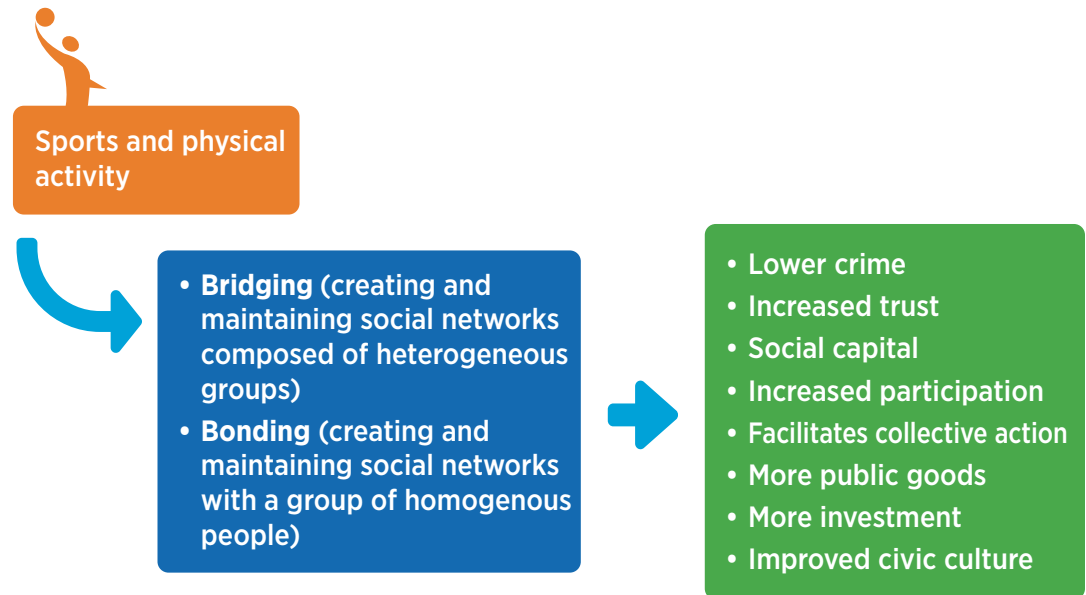 Sports and physical
activity
• Bridging (creating and
maintaining social networks
composed of heterogeneous
groups)
• Bonding (creating and
maintaining social networks
with a group of homogenous
people)
• Lower crime
• Increased trust
• Social capital
• Increased participation
• Facilitates collective action
• More public goods
• More investment
• Improved civic culture